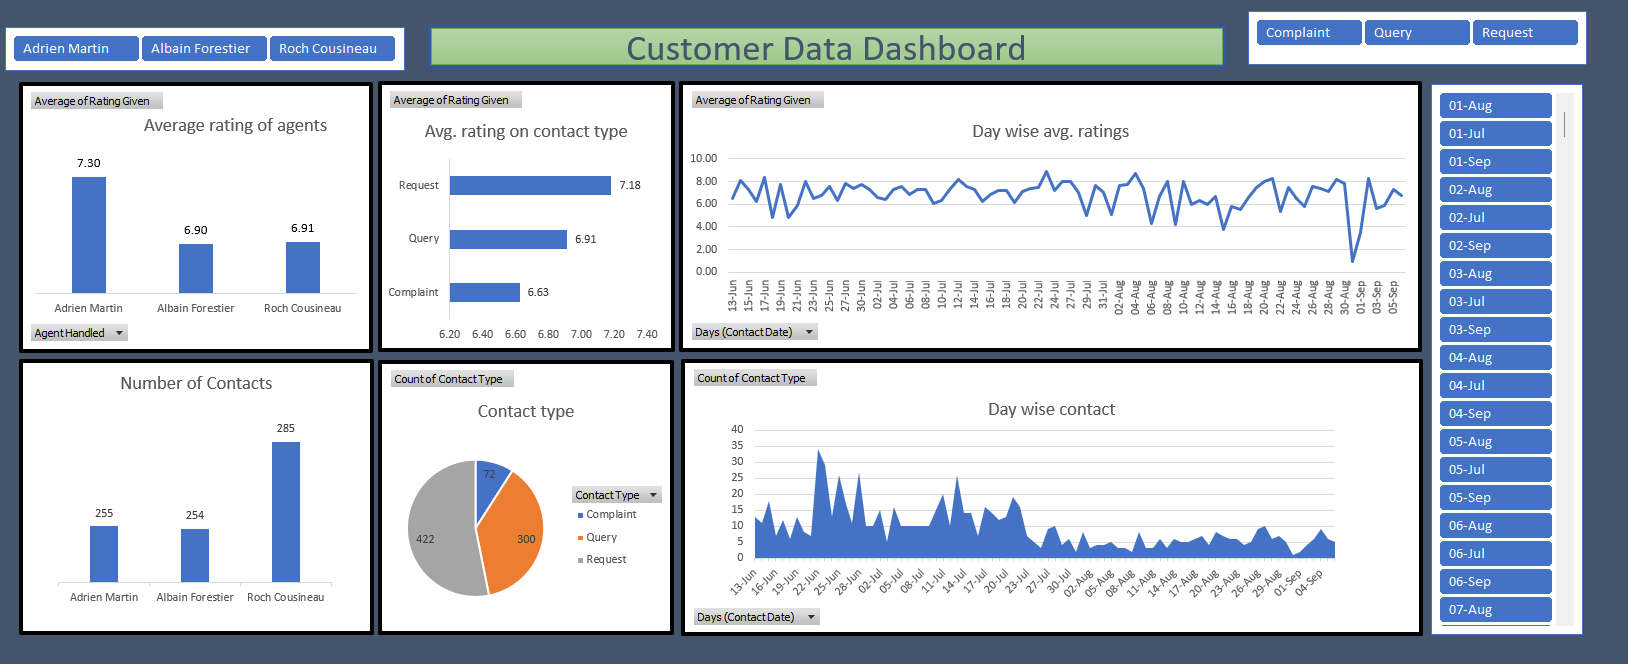 Adrien Martin
Albain Forestier
Roch Cousineau
Customer Data Dashboard
Complaint
Query
Request
Average of Rating Given
Average rating of agents
7.30
6.90
6.91
Adrien Martin
Albain Forestier
Roch Cousineau
Agent Handled
Average of Rating Given
Avg. rating on contact type
Request
7.18
Query
6.91
Complaint
6.63
6.20 6.40 6.60 6.80 7.00 7.20 7.40
Average of Rating Given
Day wise avg. ratings
10.00
8.00
6.00
4.00
2.00
0.00
13-Jun
15-Jun
17-Jun
19-Jun
21-Jun
23-Jun
25-Jun
27-Jun
30-Jun
02-Jul
04-Jul
06-Jul
08-Jul
10-Jul
12-Jul
14-Jul
16-Jul
18-Jul
20-Jul
22-Jul
24-Jul
27-Jul
29-Jul
31-Jul
02-Aug
04-Aug
06-Aug
08-Aug
10-Aug
12-Aug
14-Aug
16-Aug
18-Aug
20-Aug
22-Aug
24-Aug
26-Aug
28-Aug
30-Aug
01-Sep
03-Sep
05-Sep
Days (Contact Date)
Number of Contacts
255
254
285
Adrien Martin
Albain Forestier
Roch Cousineau
Count of Contact Type
Contact type
72
300
422
Contact Type
Complaint
Query
Request
Count of Contact Type
Day wise contact
40
35
30
25
20
15
10
5
0
13-Jun
16-Jun
19-Jun
22-Jun
25-Jun
28-Jun
02-Jul
05-Jul
08-Jul
11-Jul
14-Jul
17-Jul
20-Jul
23-Jul
27-Jul
30-Jul
02-Aug
05-Aug
08-Aug
11-Aug
14-Aug
17-Aug
20-Aug
23-Aug
26-Aug
29-Aug
01-Sep
04-Sep
Days (Contact Date)
01-Aug
01-Jul
01-Sep
02-Aug
02-Jul
02-Sep
03-Aug
03-Jul
03-Sep
04-Aug
04-Jul
04-Sep
05-Aug
05-Jul
05-Sep
06-Aug
06-Jul
06-Sep
07-Aug